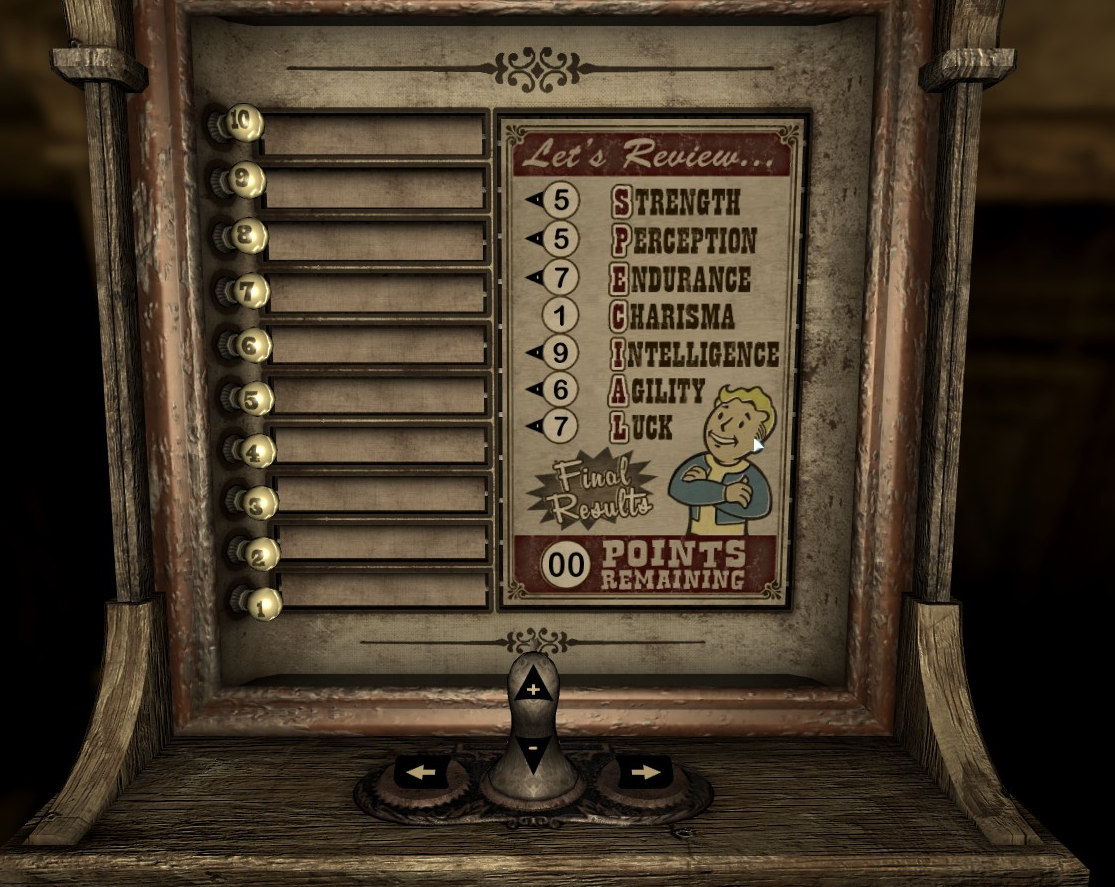 10
9
8
7
6
5
4
3
2
1
Let's Review...
5 STRENGTH
5 PERCEPTION
7 ENDURANCE
1 CHARISMA
9 INTELLIGENCE
6 AGILITY
7 LUCK
Final
Results
00 POINTS
REMAINING
+
-